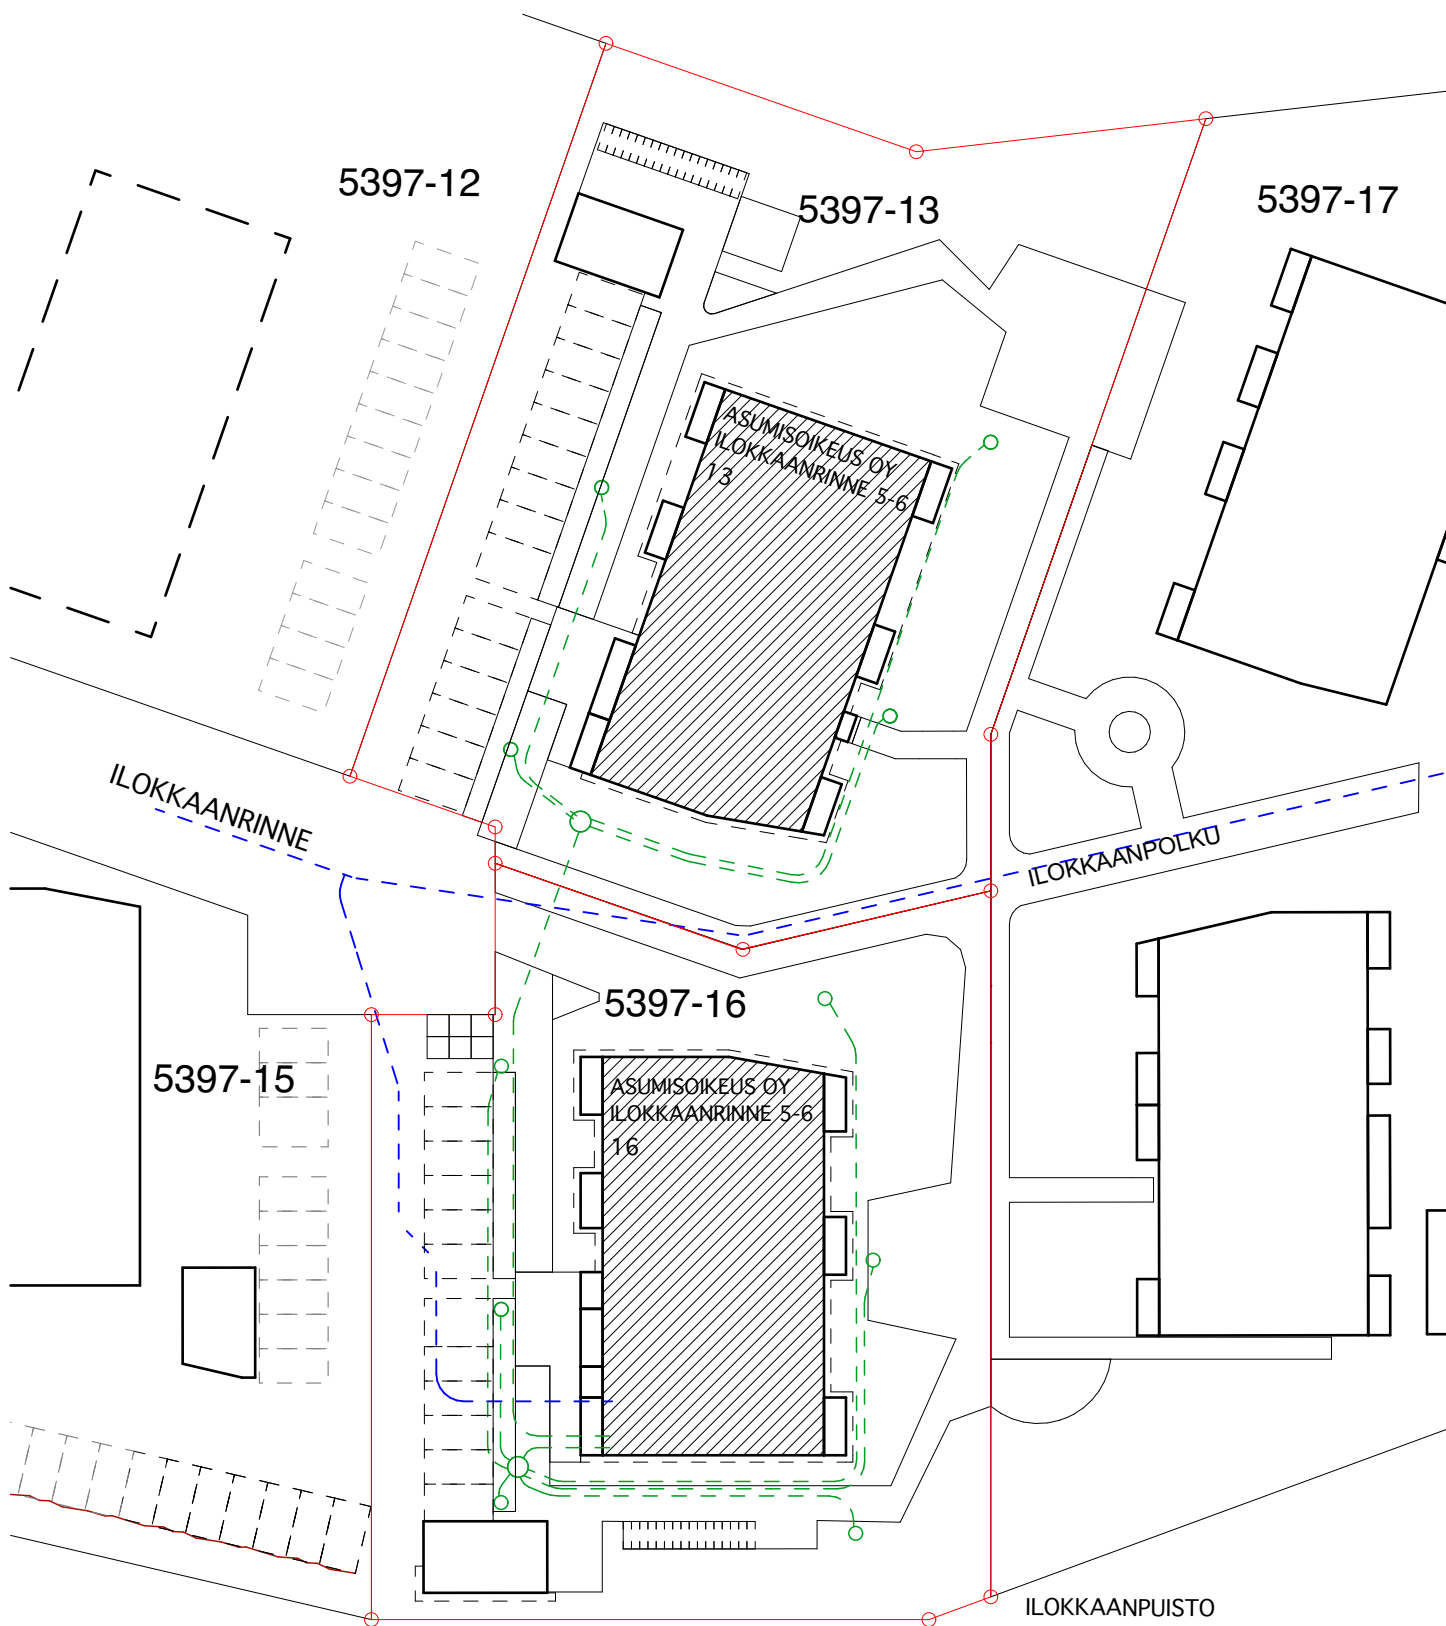 5397-12
5397-13
5397-17
ASUMISOIKEUS OY
ILOKKAANRINNE 5-6
13
ILOKKAANRINNE
ILOKKAANPOLKU
5397-16
5397-15
ASUMISOIKEUS OY
ILOKKAANRINNE 5-6
16
ILOKKAANPUISTO